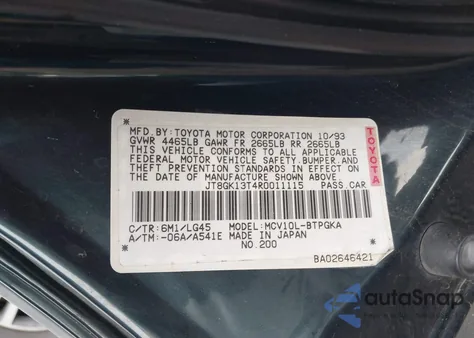 MFD.BY:TOYOTA MOTOR CORPORATION 10/93
GVWR 4465LB GAWR FR 2665LB RR 2665LB
THIS VEHICLE CONFORMS TO ALL APPLICABLE
FEDERAL MOTOR VEHICLE SAFETY,BUMPER,AND
THEFT PREVENTION STANDARDS IN EFFECT ON
THE DATE OF MANUFACTURE SHOWN ABOVE.
JT8GK13T4R0011115 PASS.CAR
TOYOTA
C/TR:6M1/LG45 MODEL:MCV10L-BTPGKA
A/TM:-06A/A541E MADE IN JAPAN
NO.200
BA02646421
autoSnap